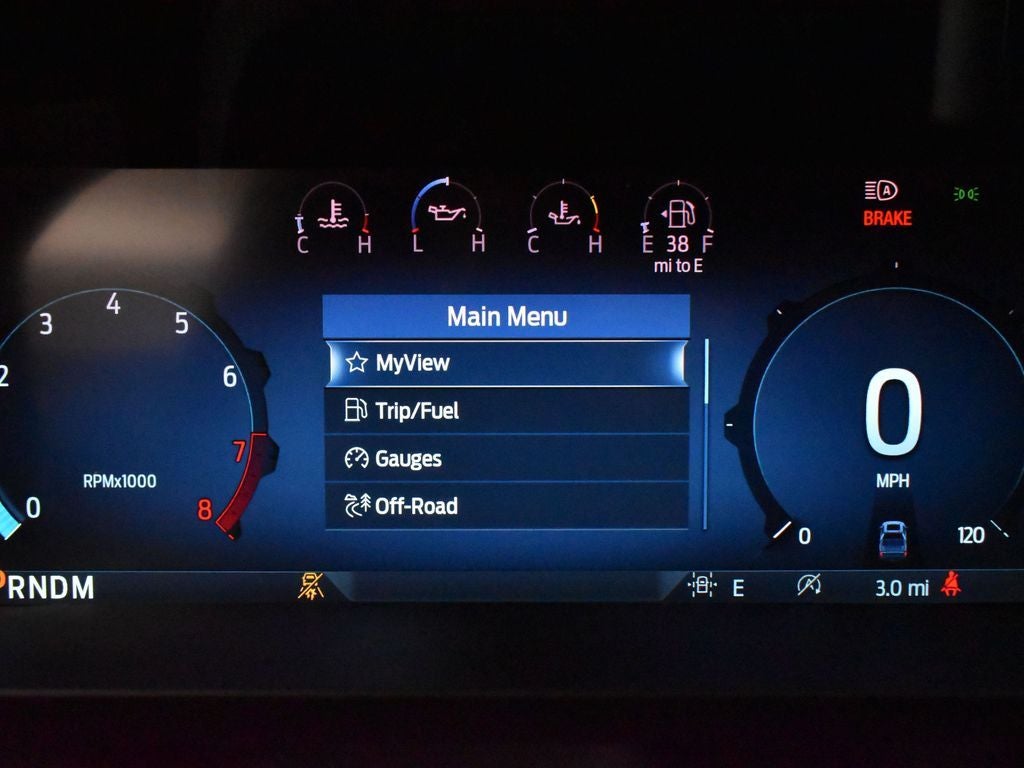 C H
L H
C H
E 38 F
mi to E
A
BRAKE
Main Menu
MyView
Trip/Fuel
Gauges
Off-Road
0
2
3
4
5
6
7
8
RPMx1000
0
MPH
0
120
PRNDM
E
A
3.0 mi